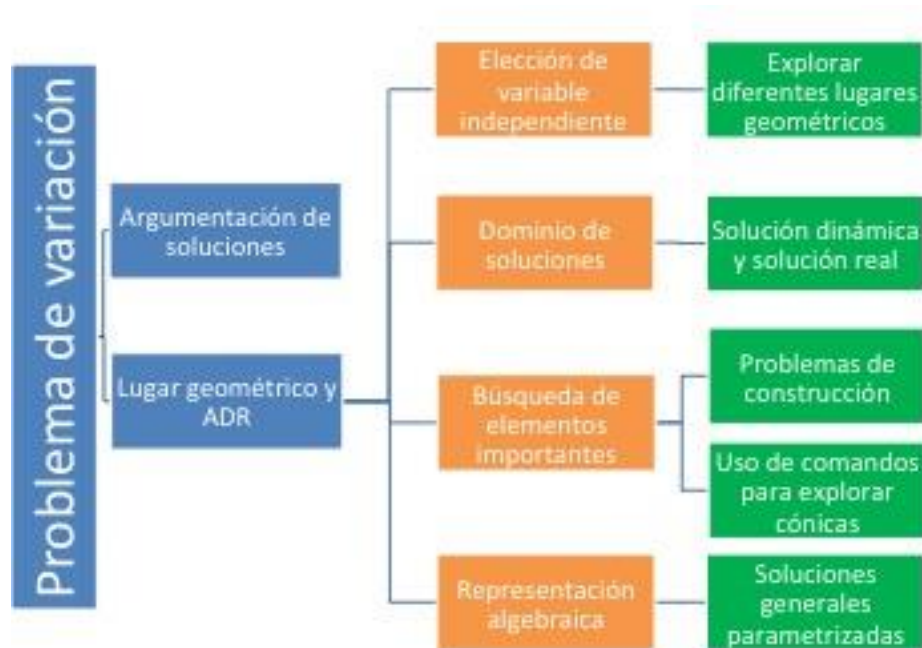 Problema de variación
Argumentación de
soluciones
Lugar geométrico y
ADR
Elección de
variable
independiente
Explorar
diferentes lugares
geométricos
Dominio de
soluciones
Solución dinámica
y solución real
Búsqueda de
elementos
importantes
Problemas de
construcción
Uso de comandos
para explorar
cónicas
Representación
algebraica
Soluciones
generales
parametrizadas